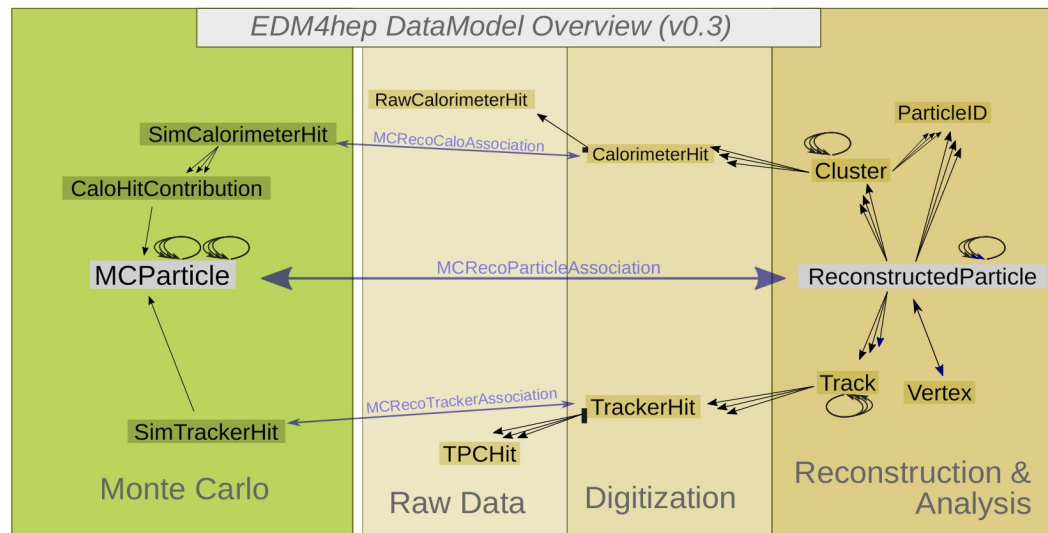 EDM4hep DataModel Overview (v0.3)
RawCalorimeterHit
ParticleID
SimCalorimeterHit
MCRecoCaloAssociation
CalorimeterHit
Cluster
CaloHitContribution
MCParticle
MCRecoParticleAssociation
ReconstructedParticle
MCRecoTrackerAssociation
TrackerHit
Track
Vertex
SimTrackerHit
TPCHit
Monte Carlo
Raw Data
Digitization
Reconstruction &
Analysis